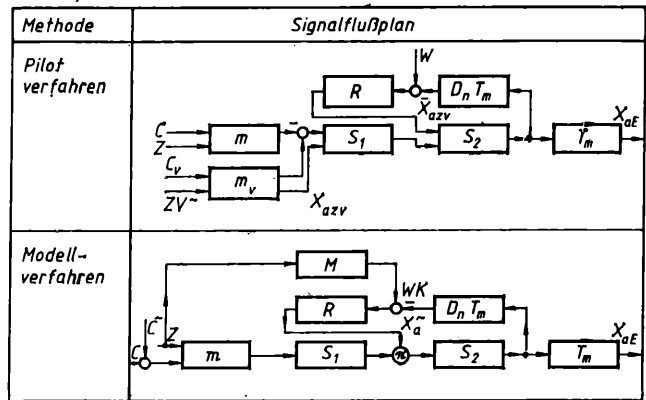 Methode Signalflußplan
Pilot
verfahren
W
R
D_n T_m
X̄_azv
C
Z
m
-
S_1
S_2
T_m
X_aE
C_v
ZV~
m_v
X_azv
Modell-
verfahren
M
WK
R
-
D_n T_m
X_a~
C~
C
Z
m
S_1
π
S_2
T_m
X_aE